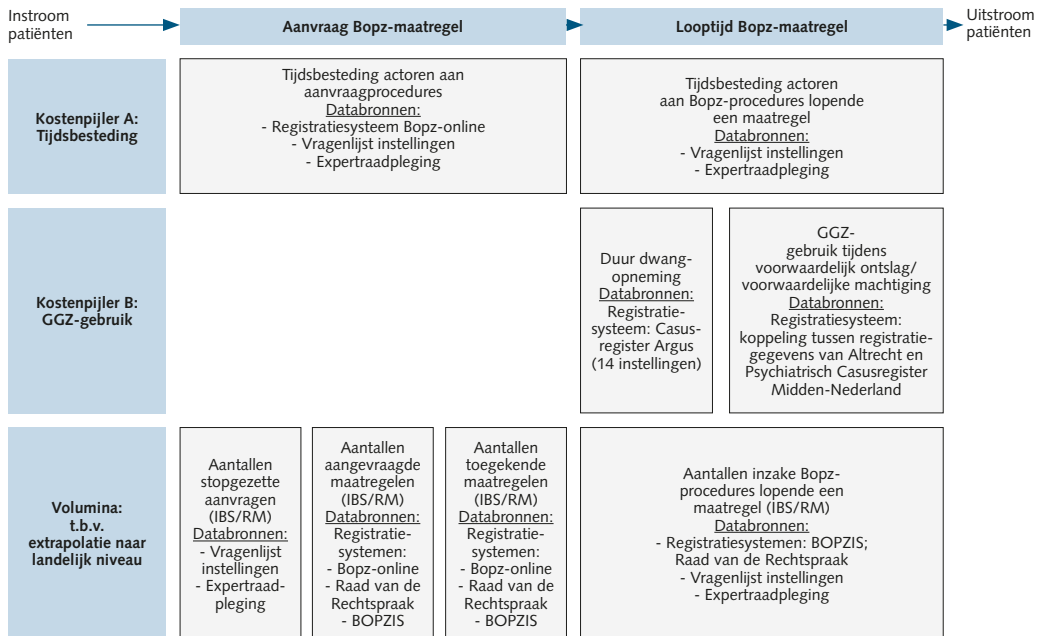 Instroom
patiënten
Aanvraag Bopz-maatregel
Looptijd Bopz-maatregel
Uitstroom
patiënten
Kostenpijler A:
Tijdsbesteding
Tijdsbesteding actoren aan
aanvraagprocedures
Databronnen:
- Registratiesysteem Bopz-online
- Vragenlijst instellingen
- Expertraadpleging
Tijdsbesteding actoren
aan Bopz-procedures lopende
een maatregel
Databronnen:
- Vragenlijst instellingen
- Expertraadpleging
Kostenpijler B:
GGZ-gebruik
Duur dwang-
opneming
Databronnen:
Registratie-
systeem: Casus-
register Argus
(14 instellingen)
GGZ-
gebruik tijdens
voorwaardelijk ontslag/
voorwaardelijke machtiging
Databronnen:
Registratiesysteem:
koppeling tussen registratie-
gegevens van Altrecht en
Psychiatrisch Casusregister
Midden-Nederland
Volumina:
t.b.v.
extrapolatie naar
landelijk niveau
Aantallen
stopgezette
aanvragen
(IBS/RM)
Databronnen:
- Vragenlijst
instellingen
- Expertraad-
pleging
Aantallen
aangevraagde
maatregelen
(IBS/RM)
Databronnen:
Registratie-
systemen:
- Bopz-online
- Raad van de
Rechtspraak
- BOPZIS
Aantallen
toegekende
maatregelen
(IBS/RM)
Databronnen:
Registratie-
systemen:
- Bopz-online
- Raad van de
Rechtspraak
- BOPZIS
Aantallen inzake Bopz-
procedures lopende een
maatregel (IBS/RM)
Databronnen:
- Registratiesystemen: BOPZIS;
Raad van de Rechtspraak
- Vragenlijst instellingen
- Expertraadpleging